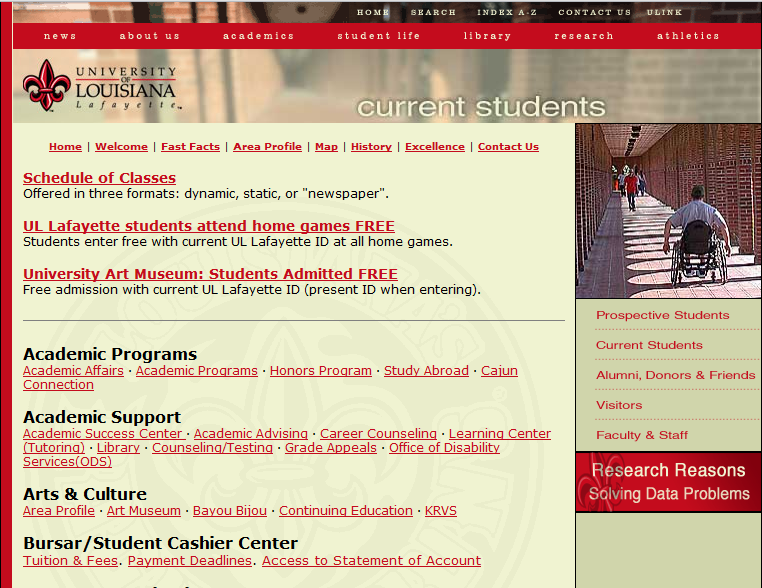 HOME SEARCH INDEX A-Z CONTACT US ULINK
news about us academics student life library research athletics
UNIVERSITY
OF
LOUISIANA
Lafayette™
current students
Home | Welcome | Fast Facts | Area Profile | Map | History | Excellence | Contact Us
Schedule of Classes
Offered in three formats: dynamic, static, or "newspaper".
UL Lafayette students attend home games FREE
Students enter free with current UL Lafayette ID at all home games.
University Art Museum: Students Admitted FREE
Free admission with current UL Lafayette ID (present ID when entering).
Academic Programs
Academic Affairs · Academic Programs · Honors Program · Study Abroad · Cajun
Connection
Academic Support
Academic Success Center · Academic Advising · Career Counseling · Learning Center
(Tutoring) · Library · Counseling/Testing · Grade Appeals · Office of Disability
Services(ODS)
Arts & Culture
Area Profile · Art Museum · Bayou Bijou · Continuing Education · KRVS
Bursar/Student Cashier Center
Tuition & Fees. Payment Deadlines. Access to Statement of Account
Prospective Students
Current Students
Alumni, Donors & Friends
Visitors
Faculty & Staff
Research Reasons
Solving Data Problems